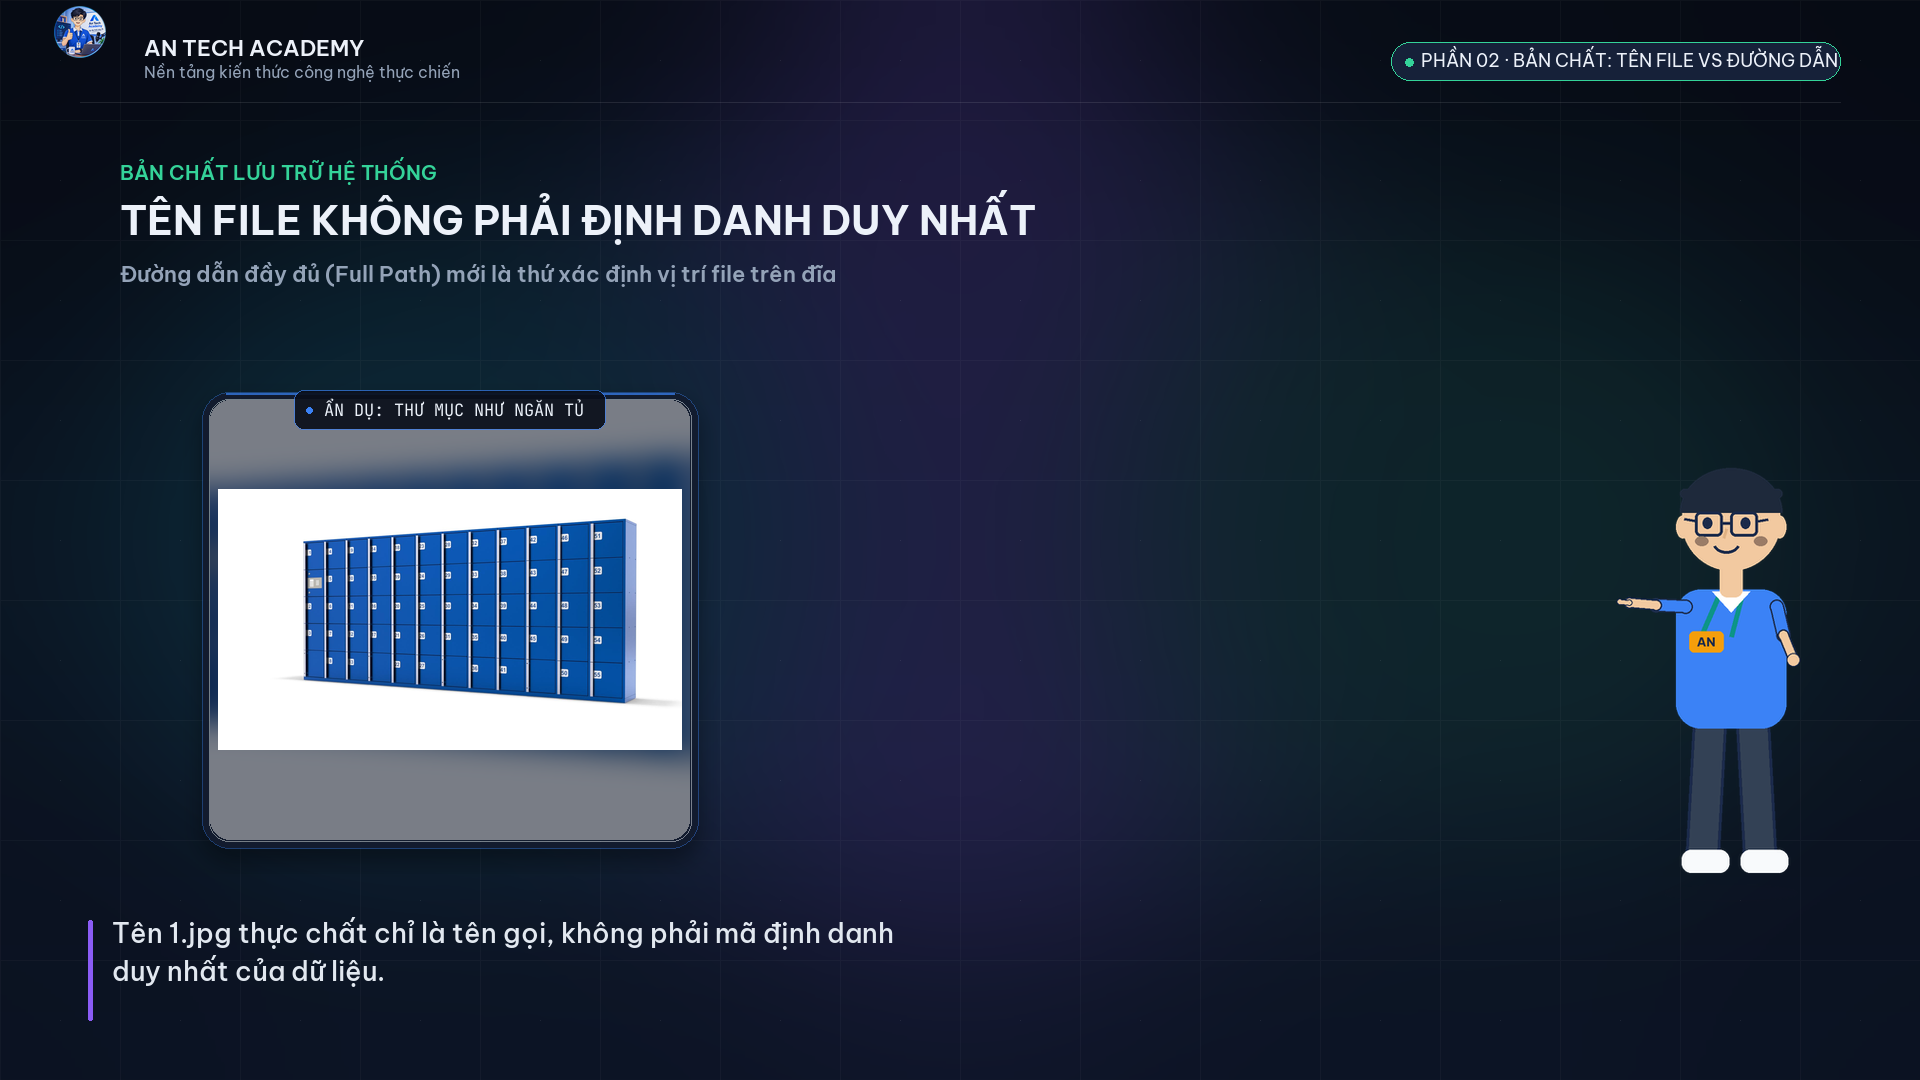 AN TECH ACADEMY
Nền tảng kiến thức công nghệ thực chiến
PHẦN 02 · BẢN CHẤT: TÊN FILE VS ĐƯỜNG DẪN
BẢN CHẤT LƯU TRỮ HỆ THỐNG
TÊN FILE KHÔNG PHẢI ĐỊNH DANH DUY NHẤT
Đường dẫn đầy đủ (Full Path) mới là thứ xác định vị trí file trên đĩa
ẨN DỤ: THƯ MỤC NHƯ NGĂN TỦ
AN
Tên 1.jpg thực chất chỉ là tên gọi, không phải mã định danh
duy nhất của dữ liệu.